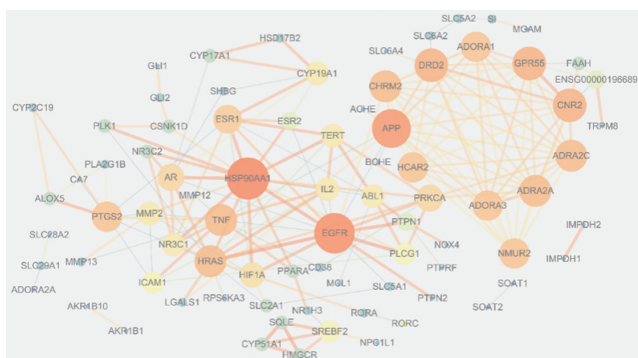 SLC5A2
SI
MGAM
HSD17B2
SLC6A2
CYP17A1
ADORA1
SLC6A4
DRD2
GPR55
FAAH
GLI1
CYP19A1
ENSG00000196689
CHRM2
GLI2
SHBG
CNR2
CYP2C19
AOHE
ESR1
ESR2
APP
TRPM8
PLK1
CSNK1D
TERT
NR3C2
BCHE
ADRA2C
PLA2G1B
HCAR2
AR
HSP90AA1
CA7
IL2
ADRA2A
MMP12
ABL1
PRKCA
ALOX5
ADORA3
PTGS2
MMP2
TNF
PTPN1
IMPDH2
SLC28A2
EGFR
NR3C1
NOX4
NMUR2
PLCG1
IMPDH1
SLC29A1
MMP13
HRAS
CD38
PTPRF
HIF1A
PPARA
ICAM1
MGL1
SLC5A1
SOAT1
ADORA2A
LGALS1
RPS6KA3
PTPN2
AKR1B10
SLC2A1
NR1H3
RORA
SOAT2
SQLE
RORC
AKR1B1
SREBF2
CYP51A1
NPC1L1
HMGCR